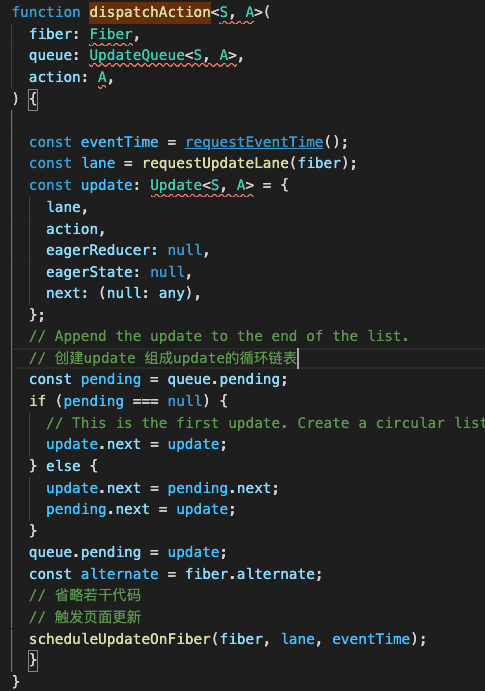 function dispatchAction<S, A>(
fiber: Fiber,
queue: UpdateQueue<S, A>,
action: A,
) {
const eventTime = requestEventTime();
const lane = requestUpdateLane(fiber);
const update: Update<S, A> = {
lane,
action,
eagerReducer: null,
eagerState: null,
next: (null: any),
};
// Append the update to the end of the list.
// 创建update 组成update的循环链表
const pending = queue.pending;
if (pending === null) {
// This is the first update. Create a circular list
update.next = update;
} else {
update.next = pending.next;
pending.next = update;
}
queue.pending = update;
const alternate = fiber.alternate;
// 省略若干代码
// 触发页面更新
scheduleUpdateOnFiber(fiber, lane, eventTime);
}
}